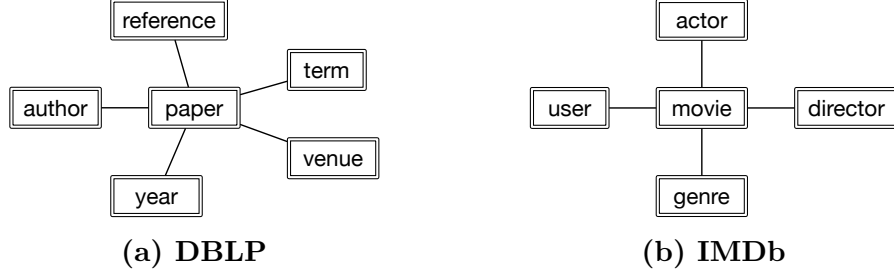 reference
term
author
paper
venue
year
(a) DBLP
actor
user
movie
director
genre
(b) IMDb